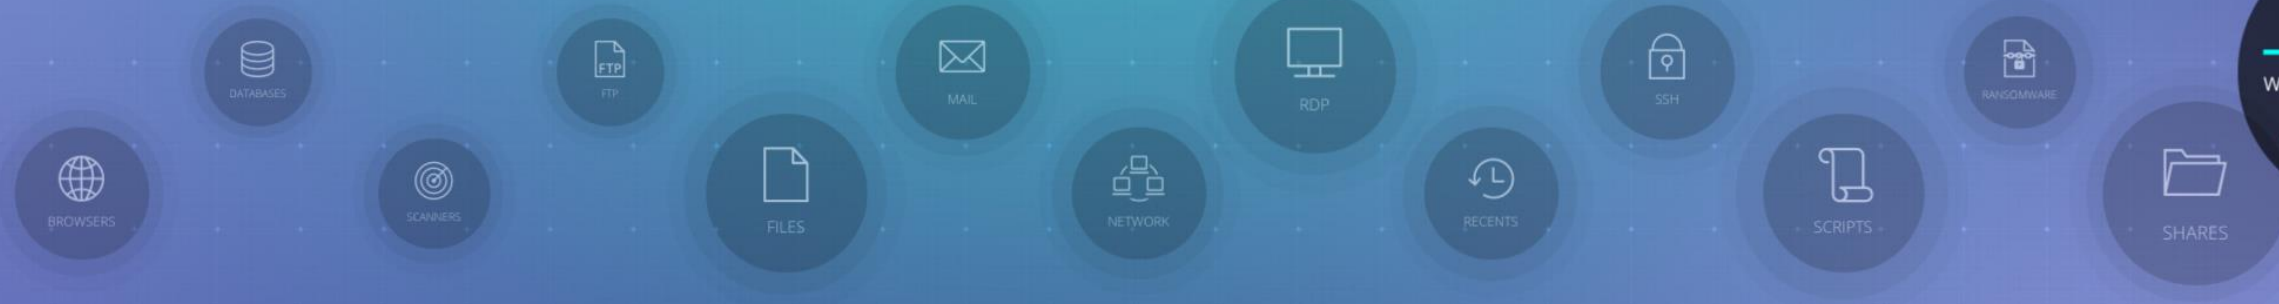 DATABASES
FTP
FTP
MAIL
RDP
SSH
RANSOMWARE
W
BROWSERS
SCANNERS
FILES
NETWORK
RECENTS
SCRIPTS
SHARES